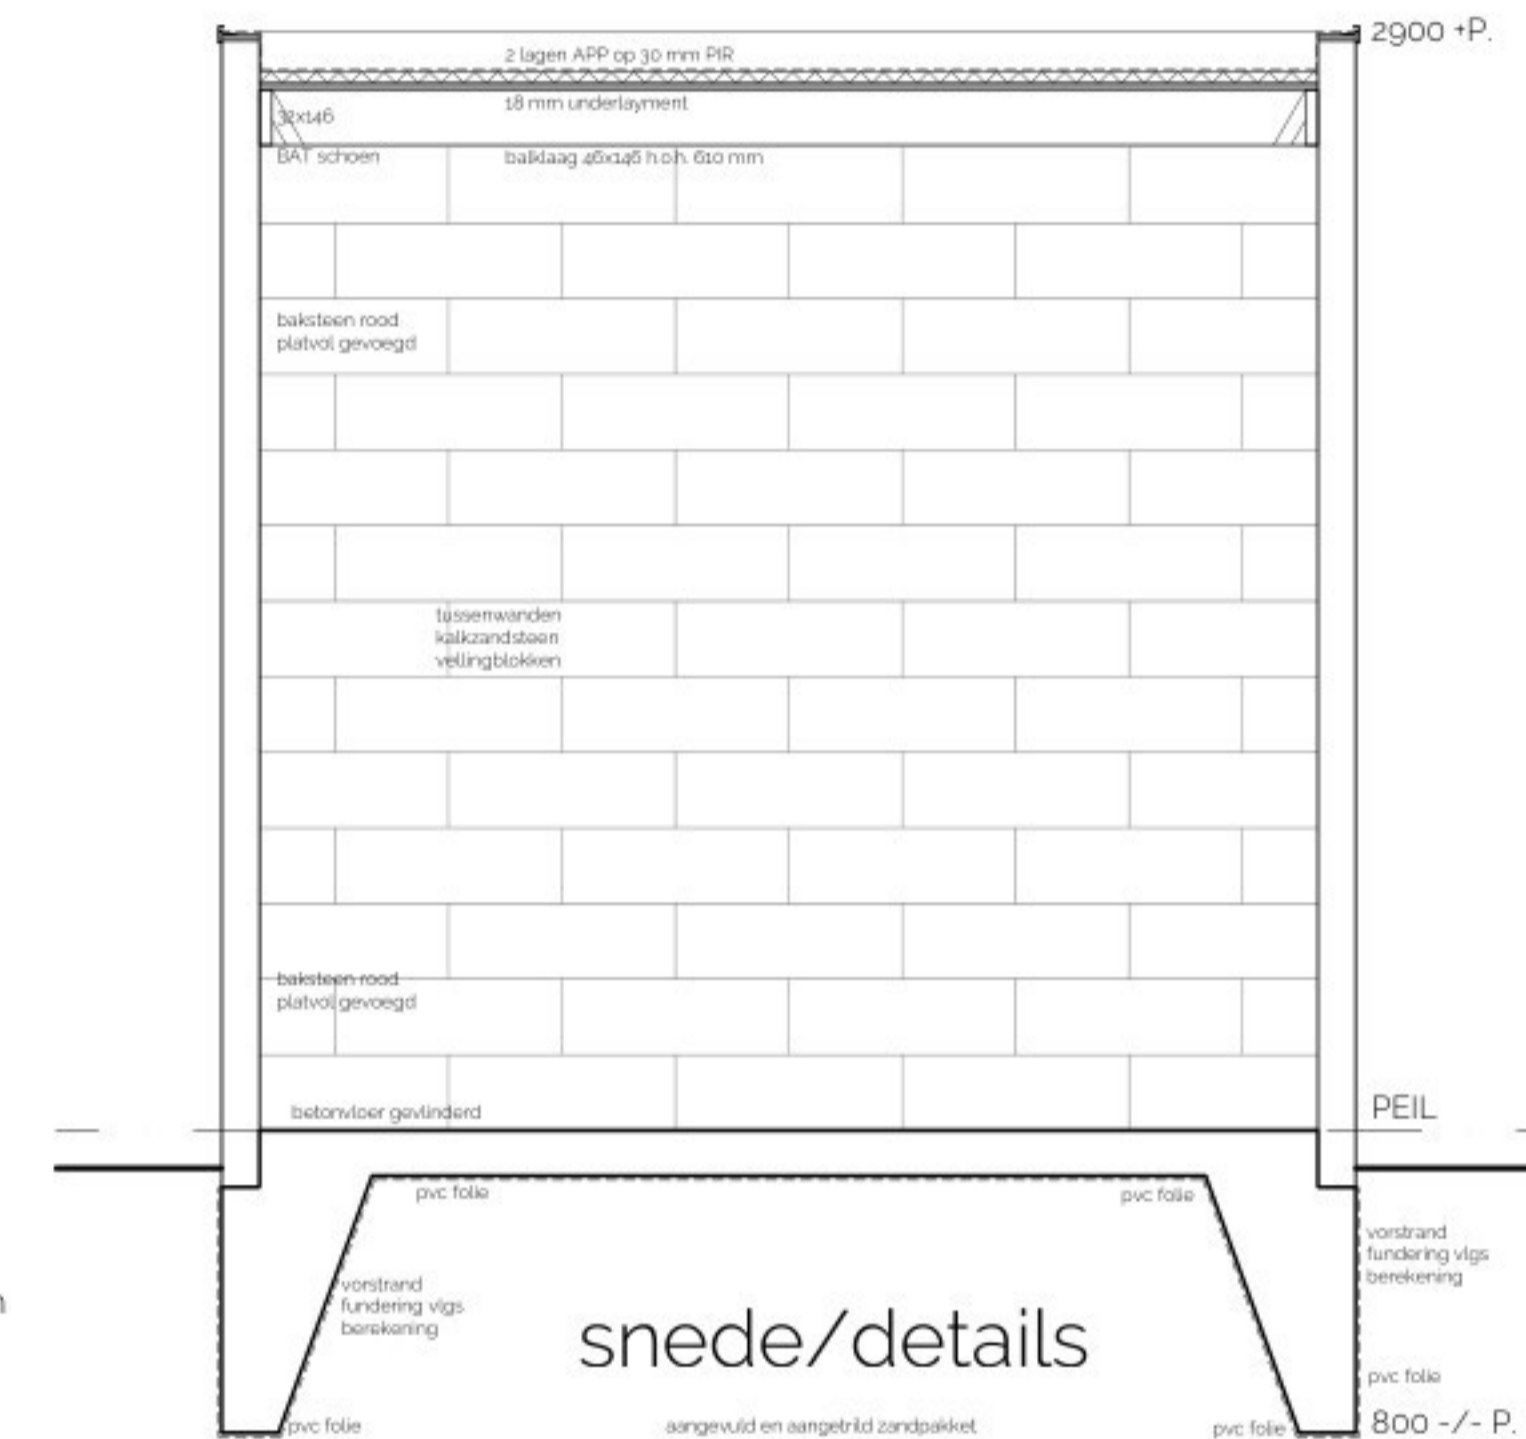 2900 +P.
2 lagen APP op 30 mm PIR
18 mm underlayment
32x146
BAT schoen
balklaag 46x146 h.o.h. 610 mm
baksteen rood
platvol gevoegd
tussenwanden
kalkzandsteen
vellingblokken
baksteen rood
platvol gevoegd
betonvloer gevlinderd
PEIL
pvc folie
pvc folie
vorstrand
fundering vlgs
berekening
vorstrand
fundering vlgs
berekening
snede/details
pvc folie
pvc folie
aangevuld en aangetrild zandpakket
pvc folie
800 -/- P.